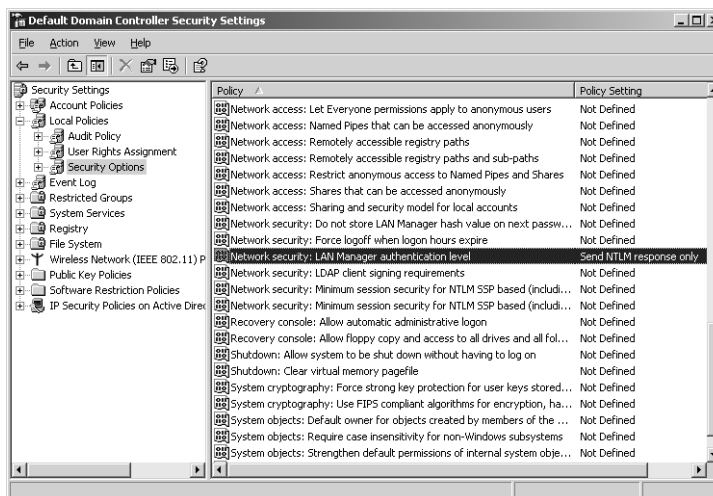 Default Domain Controller Security Settings
File Action View Help
Security Settings
Account Policies
Local Policies
Audit Policy
User Rights Assignment
Security Options
Event Log
Restricted Groups
System Services
Registry
File System
Wireless Network (IEEE 802.11) P
Public Key Policies
Software Restriction Policies
IP Security Policies on Active Direc
Policy Policy Setting
Network access: Let Everyone permissions apply to anonymous users Not Defined
Network access: Named Pipes that can be accessed anonymously Not Defined
Network access: Remotely accessible registry paths Not Defined
Network access: Remotely accessible registry paths and sub-paths Not Defined
Network access: Restrict anonymous access to Named Pipes and Shares Not Defined
Network access: Shares that can be accessed anonymously Not Defined
Network access: Sharing and security model for local accounts Not Defined
Network security: Do not store LAN Manager hash value on next passw... Not Defined
Network security: Force logoff when logon hours expire Not Defined
Network security: LAN Manager authentication level Send NTLM response only
Network security: LDAP client signing requirements Not Defined
Network security: Minimum session security for NTLM SSP based (includi... Not Defined
Network security: Minimum session security for NTLM SSP based (includi... Not Defined
Recovery console: Allow automatic administrative logon Not Defined
Recovery console: Allow floppy copy and access to all drives and all fol... Not Defined
Shutdown: Allow system to be shut down without having to log on Not Defined
Shutdown: Clear virtual memory pagefile Not Defined
System cryptography: Force strong key protection for user keys stored... Not Defined
System cryptography: Use FIPS compliant algorithms for encryption, ha... Not Defined
System objects: Default owner for objects created by members of the ... Not Defined
System objects: Require case insensitivity for non-Windows subsystems Not Defined
System objects: Strengthen default permissions of internal system obje... Not Defined